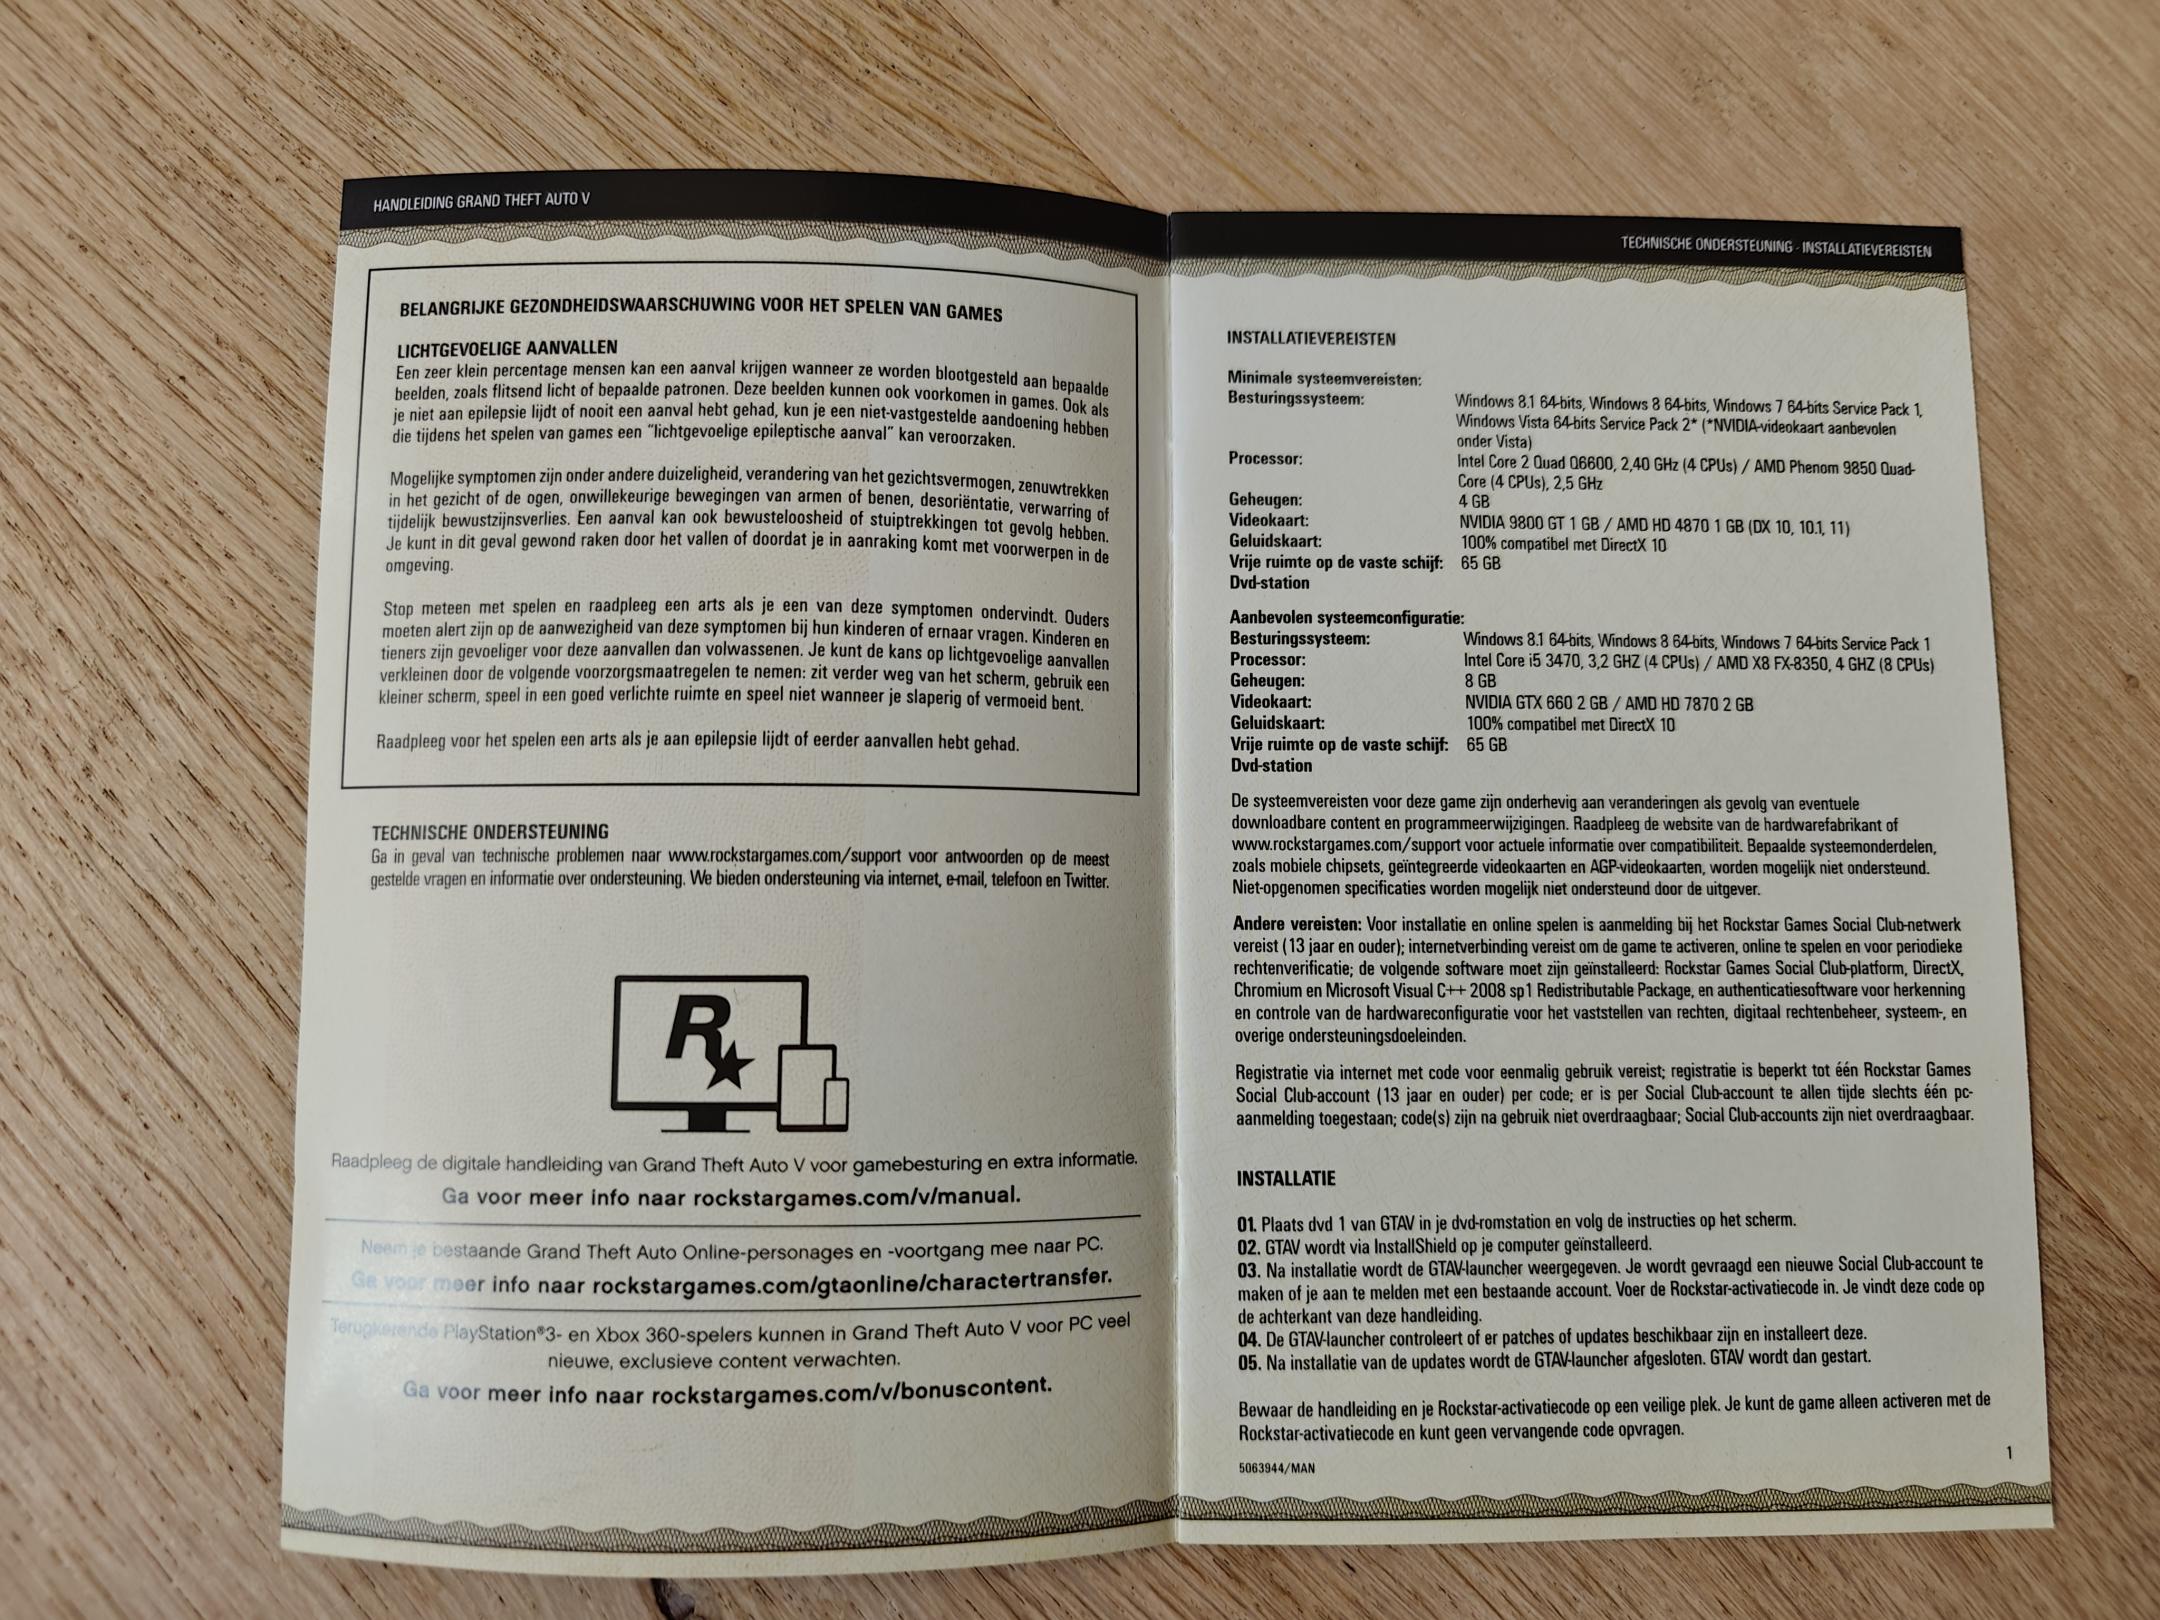 HANDLEIDING GRAND THEFT AUTO V
BELANGRIJKE GEZONDHEIDSWAARSCHUWING VOOR HET SPELEN VAN GAMES
LICHTGEVOELIGE AANVALLEN
Een zeer klein percentage mensen kan een aanval krijgen wanneer ze worden blootgesteld aan bepaalde
beelden, zoals flitsend licht of bepaalde patronen. Deze beelden kunnen ook voorkomen in games. Ook als
je niet aan epilepsie lijdt of nooit een aanval hebt gehad, kun je een niet-vastgestelde aandoening hebben
die tijdens het spelen van games een “lichtgevoelige epileptische aanval” kan veroorzaken.
Mogelijke symptomen zijn onder andere duizeligheid, verandering van het gezichtsvermogen, zenuwtrekken
in het gezicht of de ogen, onwillekeurige bewegingen van armen of benen, desoriëntatie, verwarring of
tijdelijk bewustzijnsverlies. Een aanval kan ook bewusteloosheid of stuiptrekkingen tot gevolg hebben.
Je kunt in dit geval gewond raken door het vallen of doordat je in aanraking komt met voorwerpen in de
omgeving.
Stop meteen met spelen en raadpleeg een arts als je een van deze symptomen ondervindt. Ouders
moeten alert zijn op de aanwezigheid van deze symptomen bij hun kinderen of ernaar vragen. Kinderen en
tieners zijn gevoeliger voor deze aanvallen dan volwassenen. Je kunt de kans op lichtgevoelige aanvallen
verkleinen door de volgende voorzorgsmaatregelen te nemen: zit verder weg van het scherm, gebruik een
kleiner scherm, speel in een goed verlichte ruimte en speel niet wanneer je slaperig of vermoeid bent.
Raadpleeg voor het spelen een arts als je aan epilepsie lijdt of eerder aanvallen hebt gehad.
TECHNISCHE ONDERSTEUNING
Ga in geval van technische problemen naar www.rockstargames.com/support voor antwoorden op de meest
gestelde vragen en informatie over ondersteuning. We bieden ondersteuning via internet, e-mail, telefoon en Twitter.
R
Raadpleeg de digitale handleiding van Grand Theft Auto V voor gamebesturing en extra informatie.
Ga voor meer info naar rockstargames.com/v/manual.
Neem je bestaande Grand Theft Auto Online-personages en -voortgang mee naar PC.
Ga voor meer info naar rockstargames.com/gtaonline/charactertransfer.
Terugkerende PlayStation®3- en Xbox 360-spelers kunnen in Grand Theft Auto V voor PC veel
nieuwe, exclusieve content verwachten.
Ga voor meer info naar rockstargames.com/v/bonuscontent.
TECHNISCHE ONDERSTEUNING - INSTALLATIEVEREISTEN
INSTALLATIEVEREISTEN
Minimale systeemvereisten:
Besturingssysteem: Windows 8.1 64-bits, Windows 8 64-bits, Windows 7 64-bits Service Pack 1,
Windows Vista 64-bits Service Pack 2* (*NVIDIA-videokaart aanbevolen
onder Vista)
Processor: Intel Core 2 Quad Q6600, 2,40 GHz (4 CPUs) / AMD Phenom 9850 Quad-
Core (4 CPUs), 2,5 GHz
Geheugen: 4 GB
Videokaart: NVIDIA 9800 GT 1 GB / AMD HD 4870 1 GB (DX 10, 10.1, 11)
Geluidskaart: 100% compatibel met DirectX 10
Vrije ruimte op de vaste schijf: 65 GB
Dvd-station
Aanbevolen systeemconfiguratie:
Besturingssysteem: Windows 8.1 64-bits, Windows 8 64-bits, Windows 7 64-bits Service Pack 1
Processor: Intel Core i5 3470, 3,2 GHZ (4 CPUs) / AMD X8 FX-8350, 4 GHZ (8 CPUs)
Geheugen: 8 GB
Videokaart: NVIDIA GTX 660 2 GB / AMD HD 7870 2 GB
Geluidskaart: 100% compatibel met DirectX 10
Vrije ruimte op de vaste schijf: 65 GB
Dvd-station
De systeemvereisten voor deze game zijn onderhevig aan veranderingen als gevolg van eventuele
downloadbare content en programmeerwijzigingen. Raadpleeg de website van de hardwarefabrikant of
www.rockstargames.com/support voor actuele informatie over compatibiliteit. Bepaalde systeemonderdelen,
zoals mobiele chipsets, geïntegreerde videokaarten en AGP-videokaarten, worden mogelijk niet ondersteund.
Niet-opgenomen specificaties worden mogelijk niet ondersteund door de uitgever.
Andere vereisten: Voor installatie en online spelen is aanmelding bij het Rockstar Games Social Club-netwerk
vereist (13 jaar en ouder); internetverbinding vereist om de game te activeren, online te spelen en voor periodieke
rechtenverificatie; de volgende software moet zijn geïnstalleerd: Rockstar Games Social Club-platform, DirectX,
Chromium en Microsoft Visual C++ 2008 sp1 Redistributable Package, en authenticatiesoftware voor herkenning
en controle van de hardwareconfiguratie voor het vaststellen van rechten, digitaal rechtenbeheer, systeem-, en
overige ondersteuningsdoeleinden.
Registratie via internet met code voor eenmalig gebruik vereist; registratie is beperkt tot één Rockstar Games
Social Club-account (13 jaar en ouder) per code; er is per Social Club-account te allen tijde slechts één pc-
aanmelding toegestaan; code(s) zijn na gebruik niet overdraagbaar; Social Club-accounts zijn niet overdraagbaar.
INSTALLATIE
01. Plaats dvd 1 van GTAV in je dvd-romstation en volg de instructies op het scherm.
02. GTAV wordt via InstallShield op je computer geïnstalleerd.
03. Na installatie wordt de GTAV-launcher weergegeven. Je wordt gevraagd een nieuwe Social Club-account te
maken of je aan te melden met een bestaande account. Voer de Rockstar-activatiecode in. Je vindt deze code op
de achterkant van deze handleiding.
04. De GTAV-launcher controleert of er patches of updates beschikbaar zijn en installeert deze.
05. Na installatie van de updates wordt de GTAV-launcher afgesloten. GTAV wordt dan gestart.
Bewaar de handleiding en je Rockstar-activatiecode op een veilige plek. Je kunt de game alleen activeren met de
Rockstar-activatiecode en kunt geen vervangende code opvragen.
5063944/MAN
1